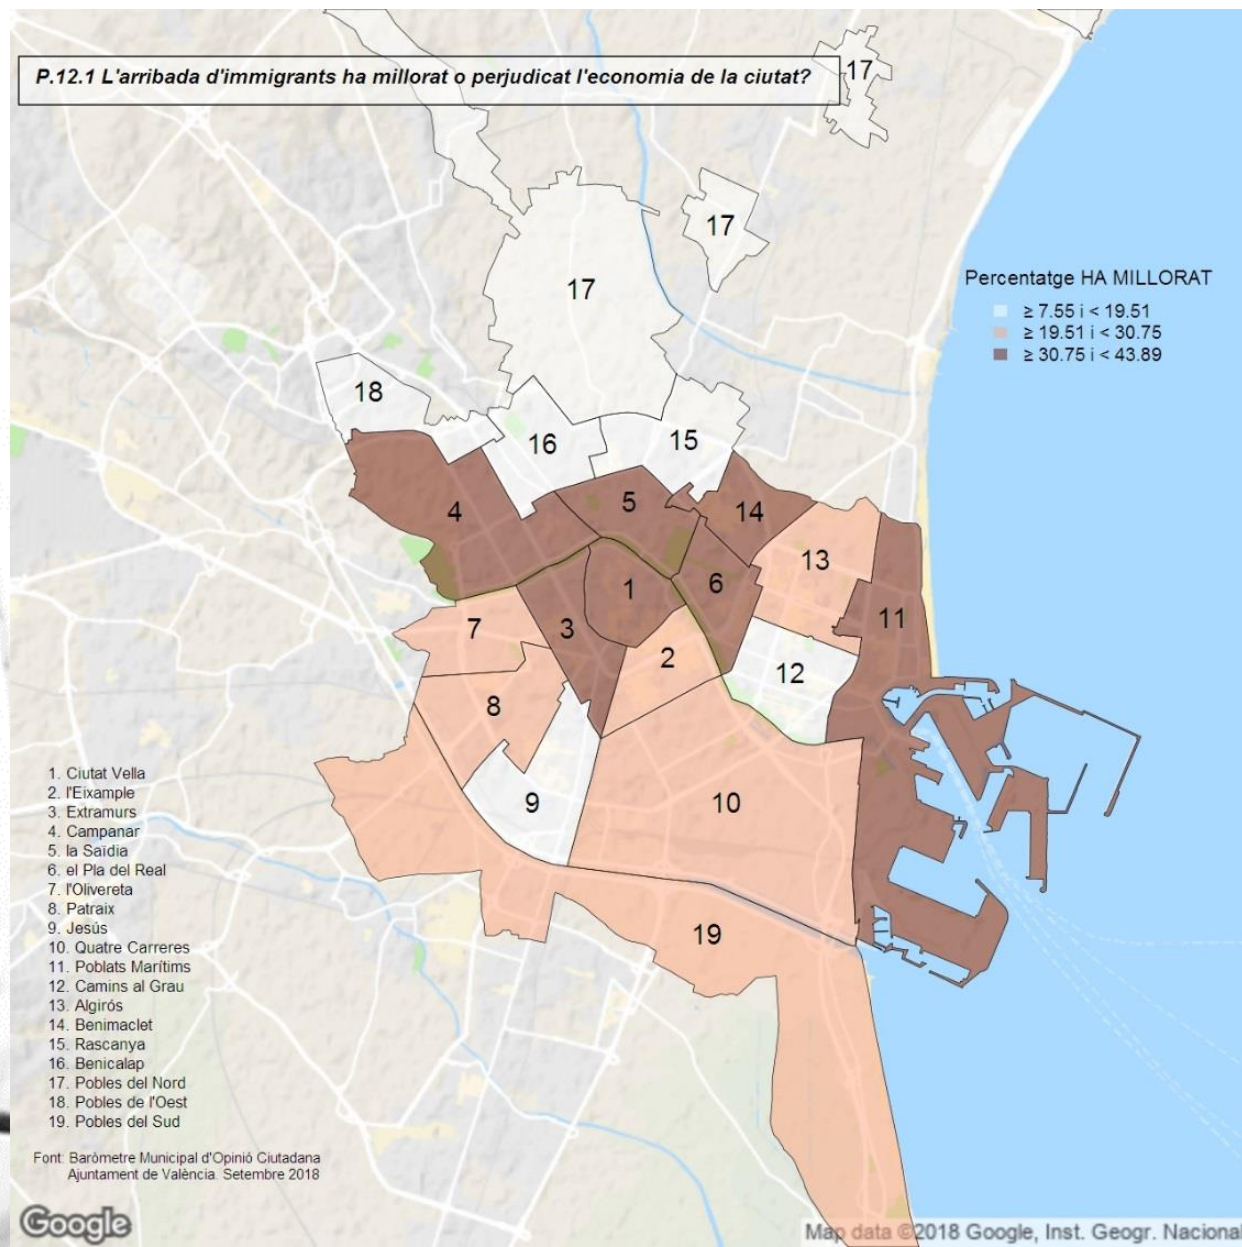 P.12.1 L'arribada d'immigrants ha millorat o perjudicat l'economia de la ciutat?
17
17
17
Percentatge HA MILLORAT
≥ 7.55 i < 19.51
≥ 19.51 i < 30.75
≥ 30.75 i < 43.89
18
16
15
4
5
14
13
6
1
11
3
7
2
12
8
9
10
19
1. Ciutat Vella
2. l'Eixample
3. Extramurs
4. Campanar
5. la Saïdia
6. el Pla del Real
7. l'Olivereta
8. Patraix
9. Jesús
10. Quatre Carreres
11. Poblats Marítims
12. Camins al Grau
13. Algirós
14. Benimaclet
15. Rascanya
16. Benicalap
17. Pobles del Nord
18. Pobles de l'Oest
19. Pobles del Sud
Font: Baròmetre Municipal d'Opinió Ciutadana
Ajuntament de València. Setembre 2018
Google
Map data ©2018 Google, Inst. Geogr. Nacional